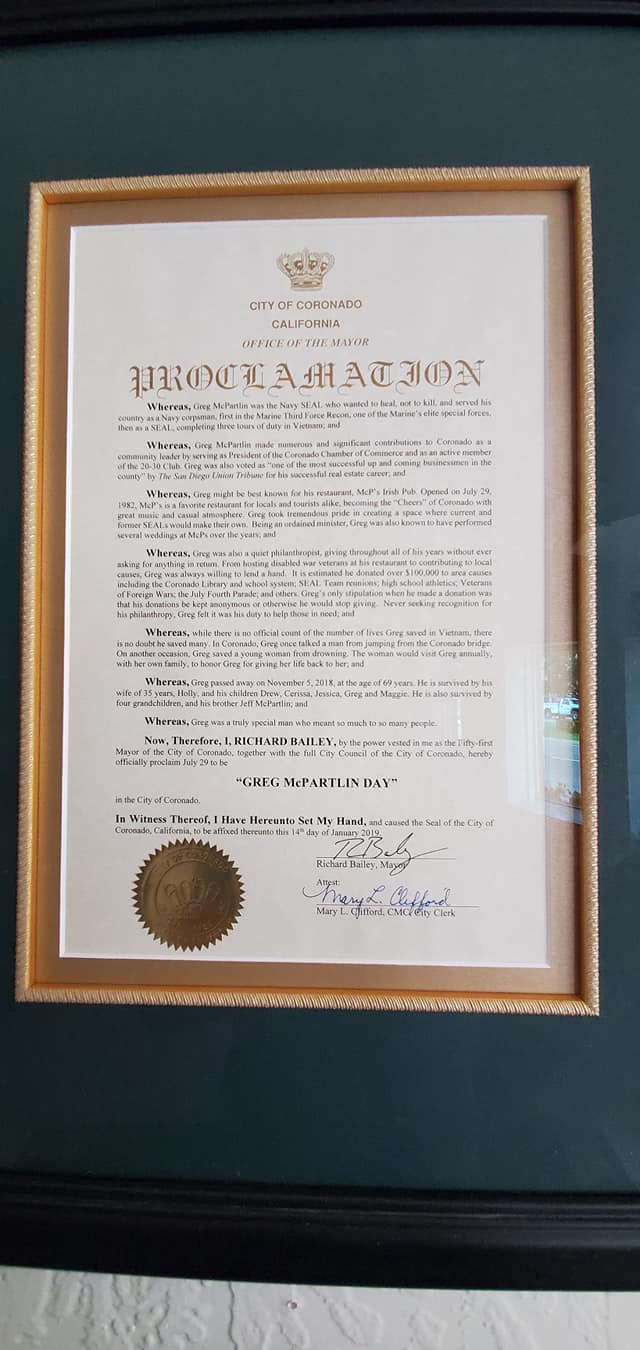 CITY OF CORONADO
CALIFORNIA
OFFICE OF THE MAYOR
PROCLAMATION
Whereas, Greg McPartlin was the Navy SEAL who wanted to heal, not to kill, and served his
country as a Navy corpsman, first in the Marine Third Force Recon, one of the Marine's elite special forces,
then as a SEAL, completing three tours of duty in Vietnam; and
Whereas, Greg McPartlin made numerous and significant contributions to Coronado as a
community leader by serving as President of the Coronado Chamber of Commerce and as an active member
of the 20-30 Club. Greg was also voted as "one of the most successful up and coming businessmen in the
county" by The San Diego Union Tribune for his successful real estate career; and
Whereas, Greg might be best known for his restaurant, McP's Irish Pub. Opened on July 29,
1982, McP's is a favorite restaurant for locals and tourists alike, becoming the "Cheers" of Coronado with
great music and casual atmosphere. Greg took tremendous pride in creating a space where current and
former SEALs would make their own. Being an ordained minister, Greg was also known to have performed
several weddings at McPs over the years; and
Whereas, Greg was also a quiet philanthropist, giving throughout all of his years without ever
asking for anything in return. From hosting disabled war veterans at his restaurant to contributing to local
causes, Greg was always willing to lend a hand. It is estimated he donated over $100,000 to area causes
including the Coronado Library and school system; SEAL Team reunions; high school athletics; Veterans
of Foreign Wars; the July Fourth Parade; and others. Greg's only stipulation when he made a donation was
that his donations be kept anonymous or otherwise he would stop giving. Never seeking recognition for
his philanthropy, Greg felt it was his duty to help those in need; and
Whereas, while there is no official count of the number of lives Greg saved in Vietnam, there
is no doubt he saved many. In Coronado, Greg once talked a man from jumping from the Coronado bridge.
On another occasion, Greg saved a young woman from drowning. The woman would visit Greg annually,
with her own family, to honor Greg for giving her life back to her; and
Whereas, Greg passed away on November 5, 2018, at the age of 69 years. He is survived by his
wife of 35 years, Holly, and his children Drew, Cerissa, Jessica, Greg and Maggie. He is also survived by
four grandchildren, and his brother Jeff McPartlin; and
Whereas, Greg was a truly special man who meant so much to so many people.
Now, Therefore, I, RICHARD BAILEY, by the power vested in me as the Fifty-first
Mayor of the City of Coronado, together with the full City Council of the City of Coronado, hereby
officially proclaim July 29 to be
"GREG McPARTLIN DAY"
in the City of Coronado.
In Witness Thereof, I Have Hereunto Set My Hand, and caused the Seal of the City of
Coronado, California, to be affixed thereunto this 14th day of January 2019.
Richard Bailey, Mayor
Attest:
Mary L. Clifford
Mary L. Clifford, CMC, City Clerk